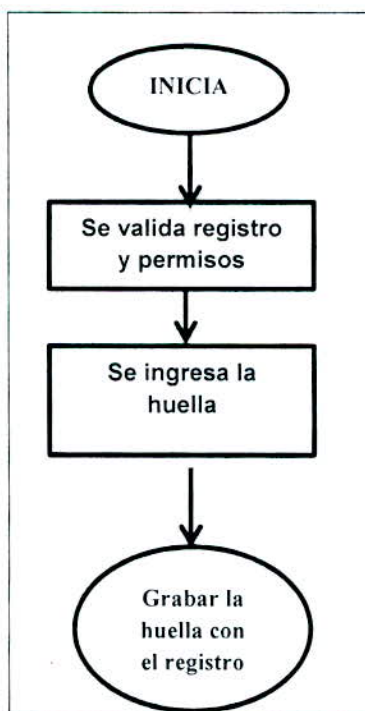 INICIA
Se valida registro
y permisos
Se ingresa la
huella
Grabar la
huella con
el registro